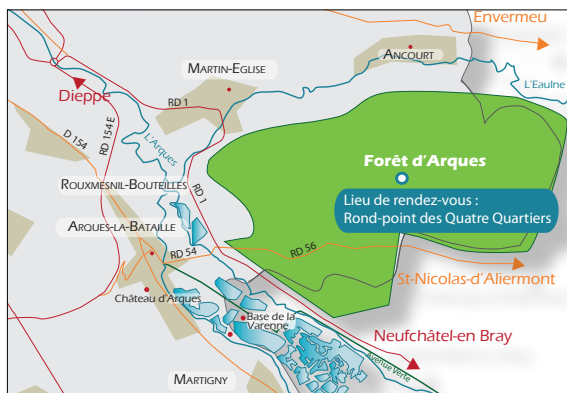 Envermeu
ANCOURT
MARTIN-EGLISE
L'Eaulne
Dieppe
RD 1
D 154
RD 154 E
L'Arques
Forêt d'Arques
ROUXMESNIL-BOUTEILLES
RD 1
Lieu de rendez-vous :
Rond-point des Quatre Quartiers
ARQUES-LA-BATAILLE
RD 54
RD 56
St-Nicolas-d'Aliermont
Château d'Arques
Base de la
Varenne
Neufchâtel-en Bray
Avenue Verte
MARTIGNY